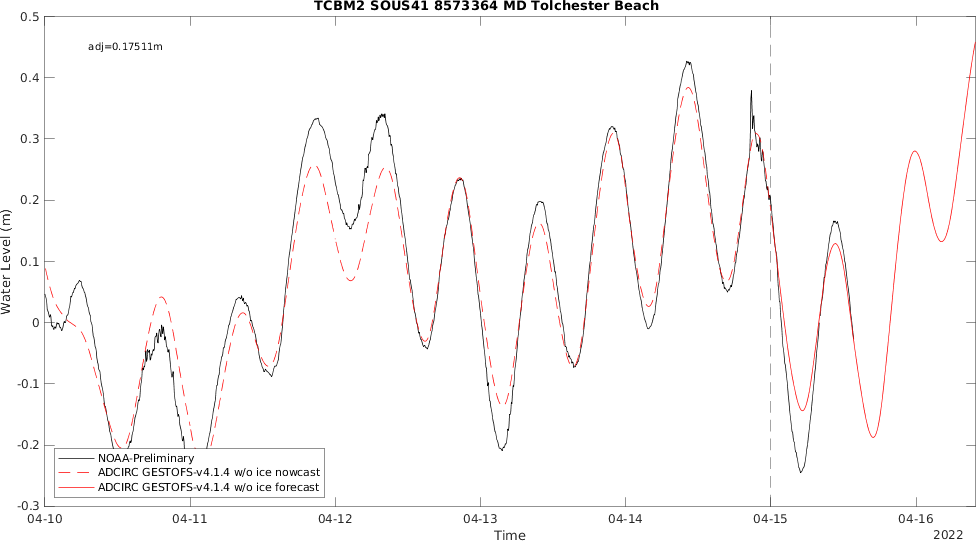 TCBM2 SOUS41 8573364 MD Tolchester Beach
adj=0.17511m
0.5
0.4
0.3
0.2
0.1
0
-0.1
-0.2
-0.3
Water Level (m)
NOAA-Preliminary
ADCIRC GESTOFS-v4.1.4 w/o ice nowcast
ADCIRC GESTOFS-v4.1.4 w/o ice forecast
04-10 04-11 04-12 04-13 04-14 04-15 04-16
Time
2022